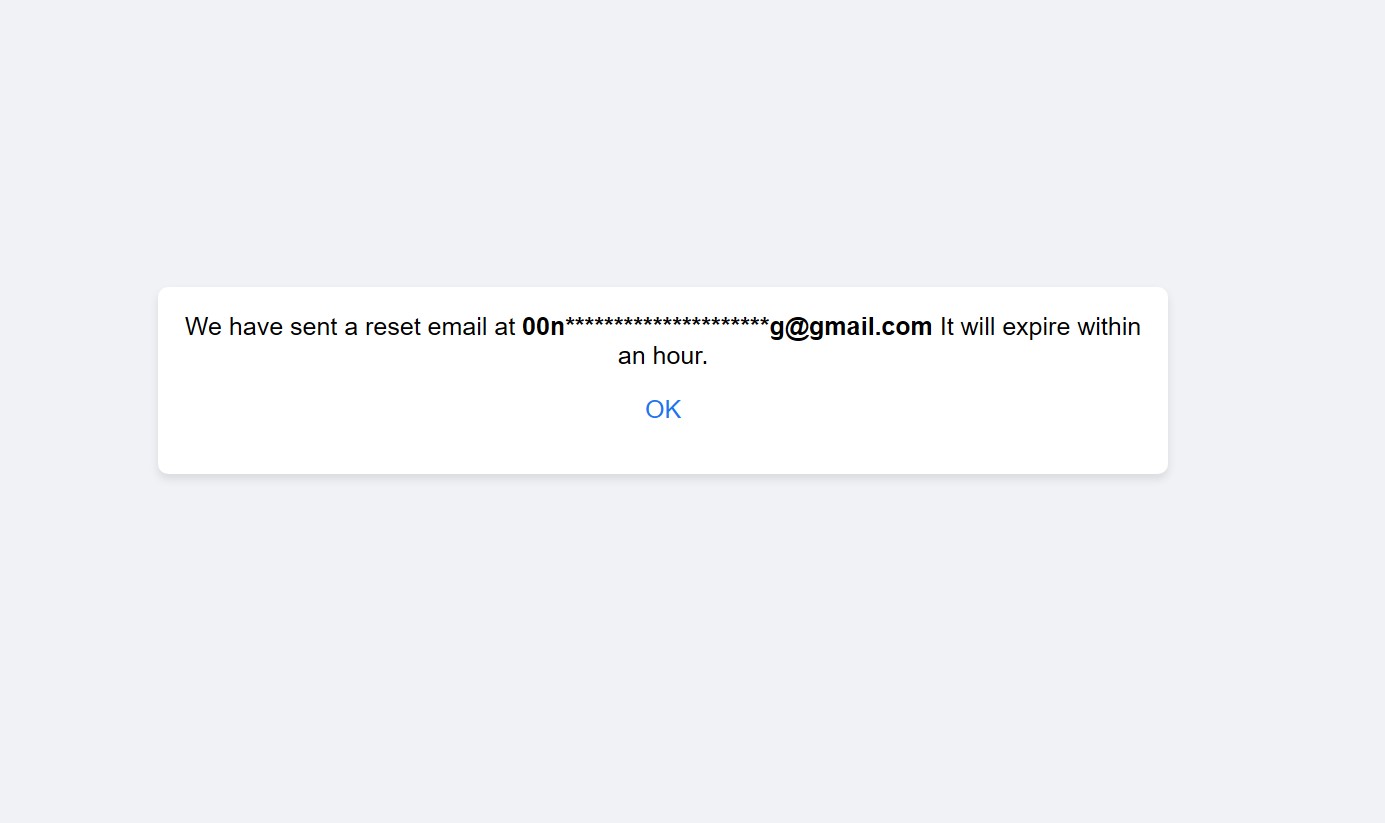 We have sent a reset email at 00n*********************g@gmail.com It will expire within
an hour.
OK